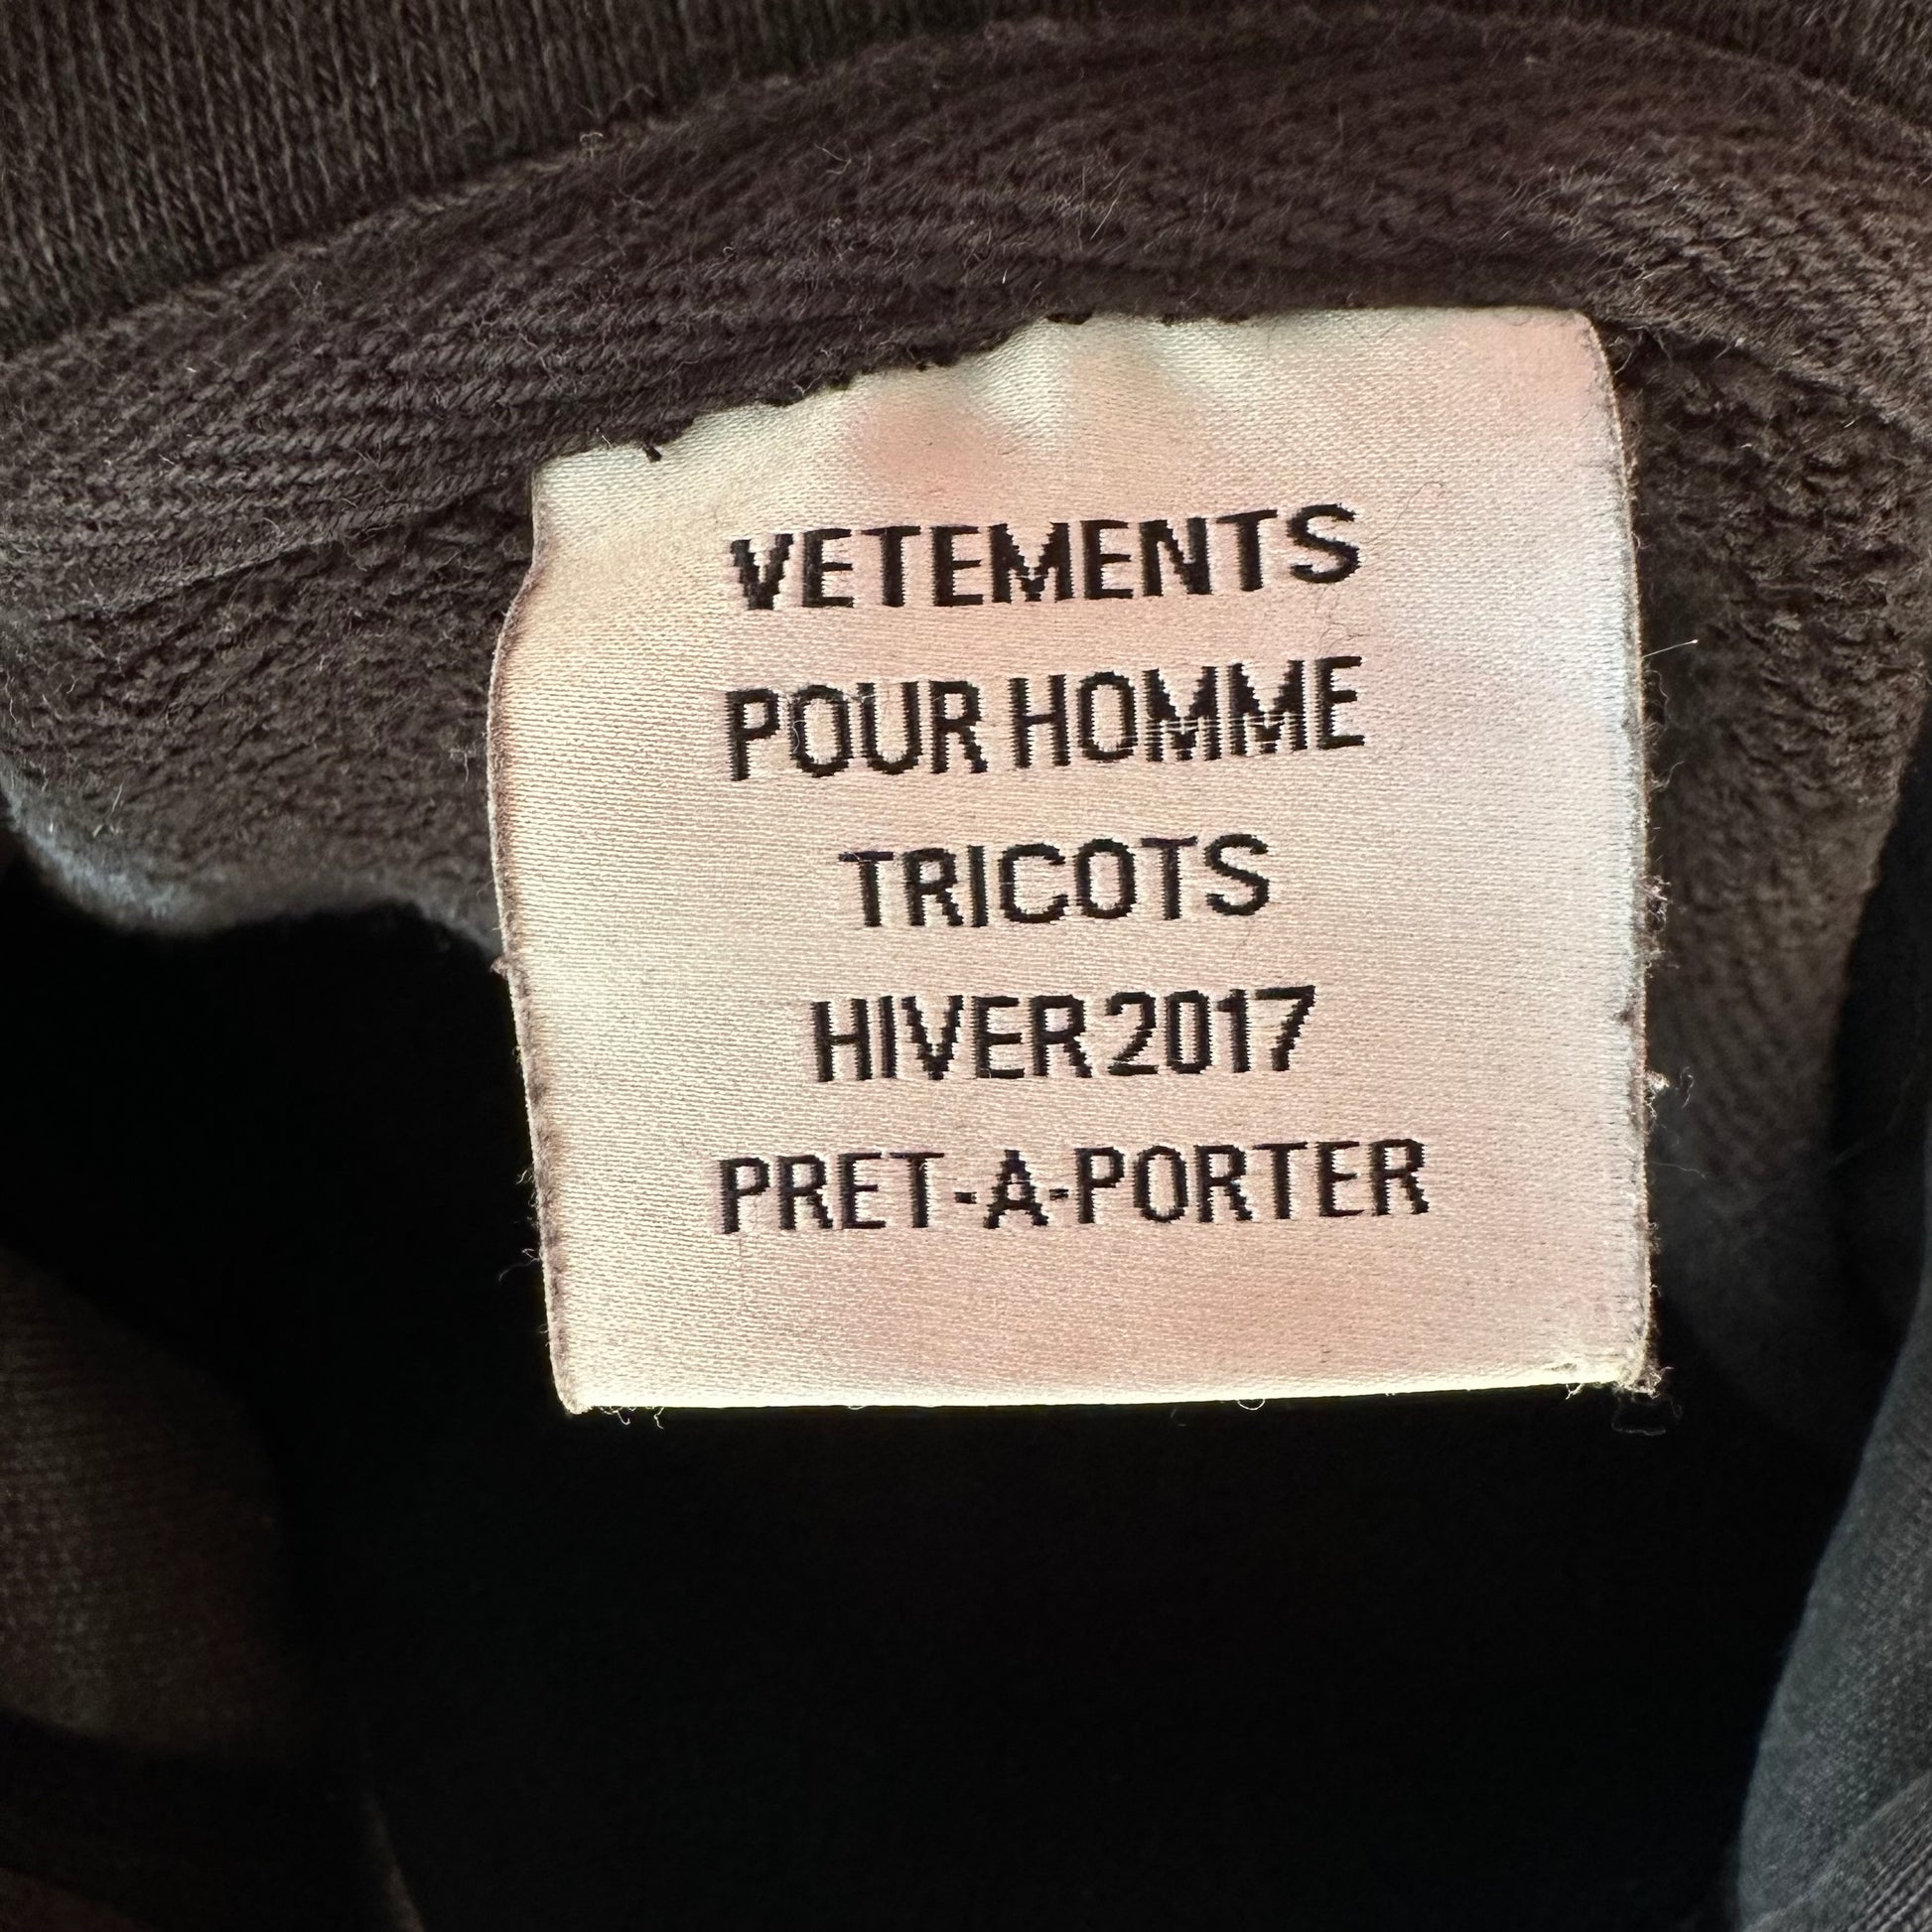 VETEMENTS
POUR HOMME
TRICOTS
HIVER 2017
PRET-A-PORTER